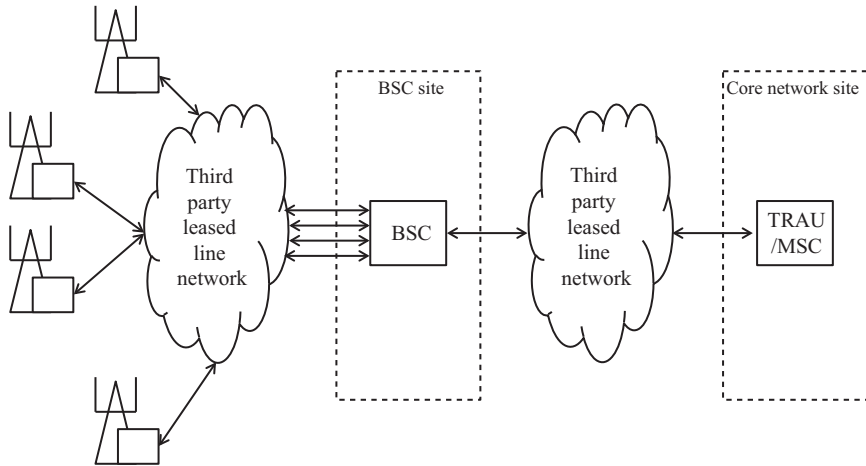 BSC site
Core network site
Third
party
leased
line
network
BSC
Third
party
leased
line
network
TRAU
/MSC